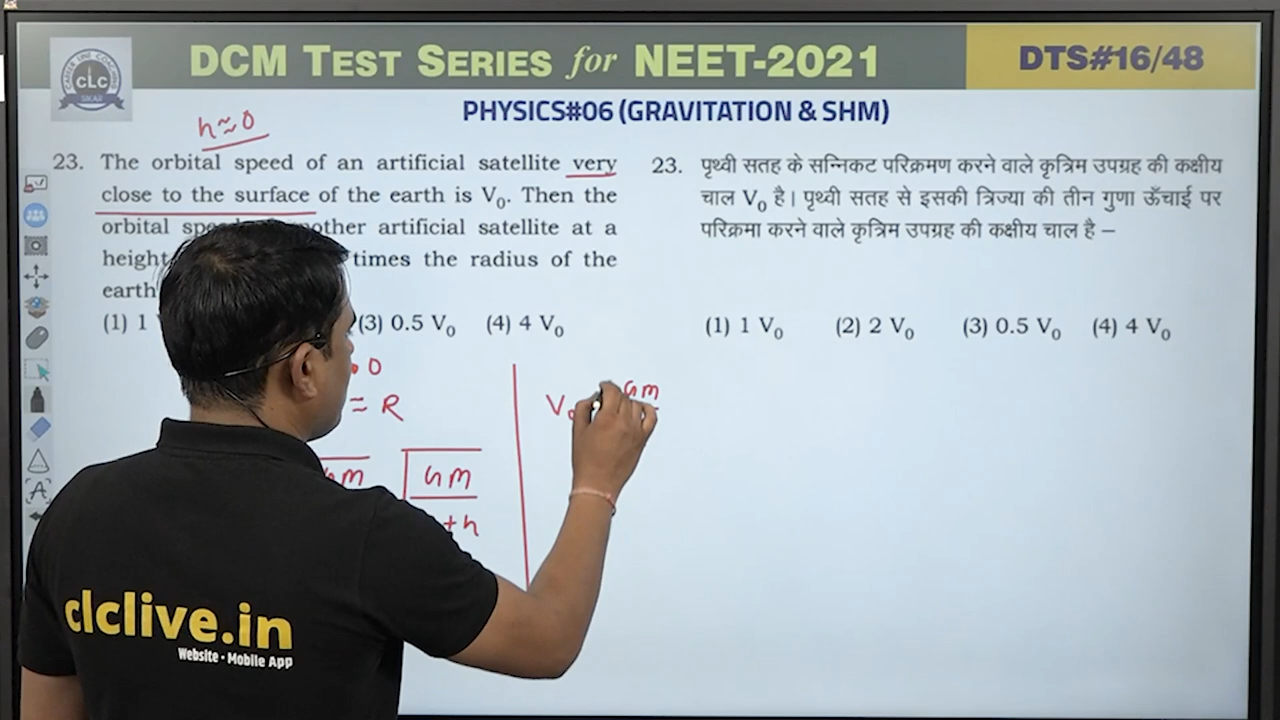 DCM TEST SERIES for NEET-2021
DTS#16/48
CLC
SIKAR
PHYSICS#06 (GRAVITATION & SHM)
h≈0
23. The orbital speed of an artificial satellite very
close to the surface of the earth is V₀. Then the
orbital other artificial satellite at a
height times the radius of the
earth
(1) 1 (3) 0.5 V₀ (4) 4 V₀
23. पृथ्वी सतह के सन्निकट परिक्रमण करने वाले कृत्रिम उपग्रह की कक्षीय
चाल V₀ है। पृथ्वी सतह से इसकी त्रिज्या की तीन गुणा ऊँचाई पर
परिक्रमा करने वाले कृत्रिम उपग्रह की कक्षीय चाल है –
(1) 1 V₀ (2) 2 V₀ (3) 0.5 V₀ (4) 4 V₀
0
= R
GM
+h
V₀
GM
A
clclive.in
Website • Mobile App